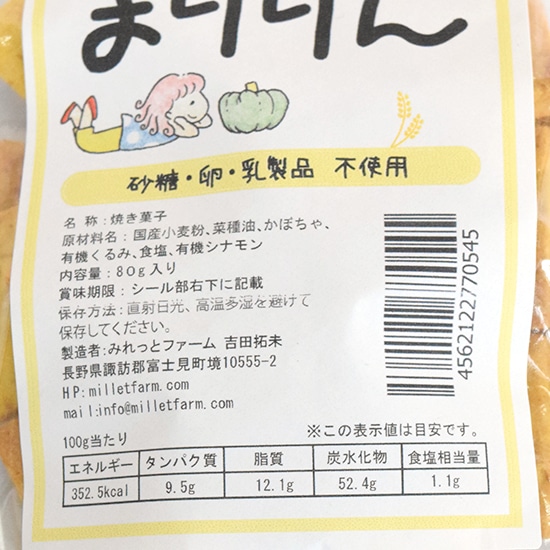 まりりん
砂糖・卵・乳製品 不使用
名 称：焼き菓子
原材料名：国産小麦粉、菜種油、かぼちゃ、
有機くるみ、食塩、有機シナモン
内容量：80g入り
賞味期限：シール部右下に記載
保存方法：直射日光、高温多湿を避けて
保存してください。
製造者：みれっとファーム 吉田拓未
長野県諏訪郡富士見町境10555-2
HP:milletfarm.com
mail:info@milletfarm.com
4562122770545
100g当たり ※この表示値は目安です。
エネルギー タンパク質 脂質 炭水化物 食塩相当量
352.5kcal 9.5g 12.1g 52.4g 1.1g